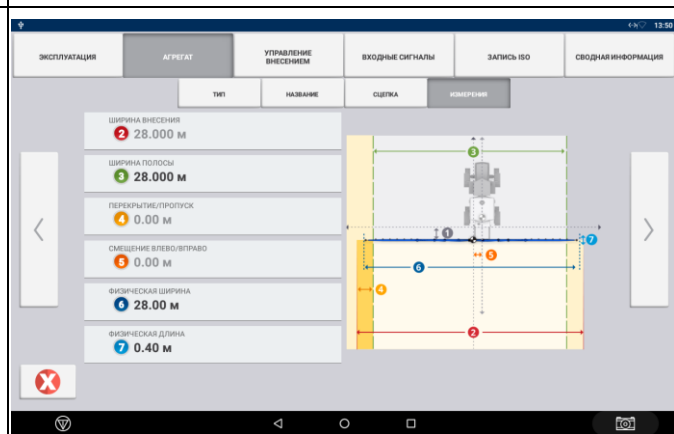 13:50
ЭКСПЛУАТАЦИЯ
АГРЕГАТ
УПРАВЛЕНИЕ
ВНЕСЕНИЕМ
ВХОДНЫЕ СИГНАЛЫ
ЗАПИСЬ ISO
СВОДНАЯ ИНФОРМАЦИЯ
ТИП
НАЗВАНИЕ
СЦЕПКА
ИЗМЕРЕНИЯ
ШИРИНА ВНЕСЕНИЯ
2 28.000 м
ШИРИНА ПОЛОСЫ
3 28.000 м
ПЕРЕКРЫТИЕ/ПРОПУСК
4 0.00 м
СМЕЩЕНИЕ ВЛЕВО/ВПРАВО
5 0.00 м
ФИЗИЧЕСКАЯ ШИРИНА
6 28.00 м
ФИЗИЧЕСКАЯ ДЛИНА
7 0.40 м
3
1
7
5
6
4
2